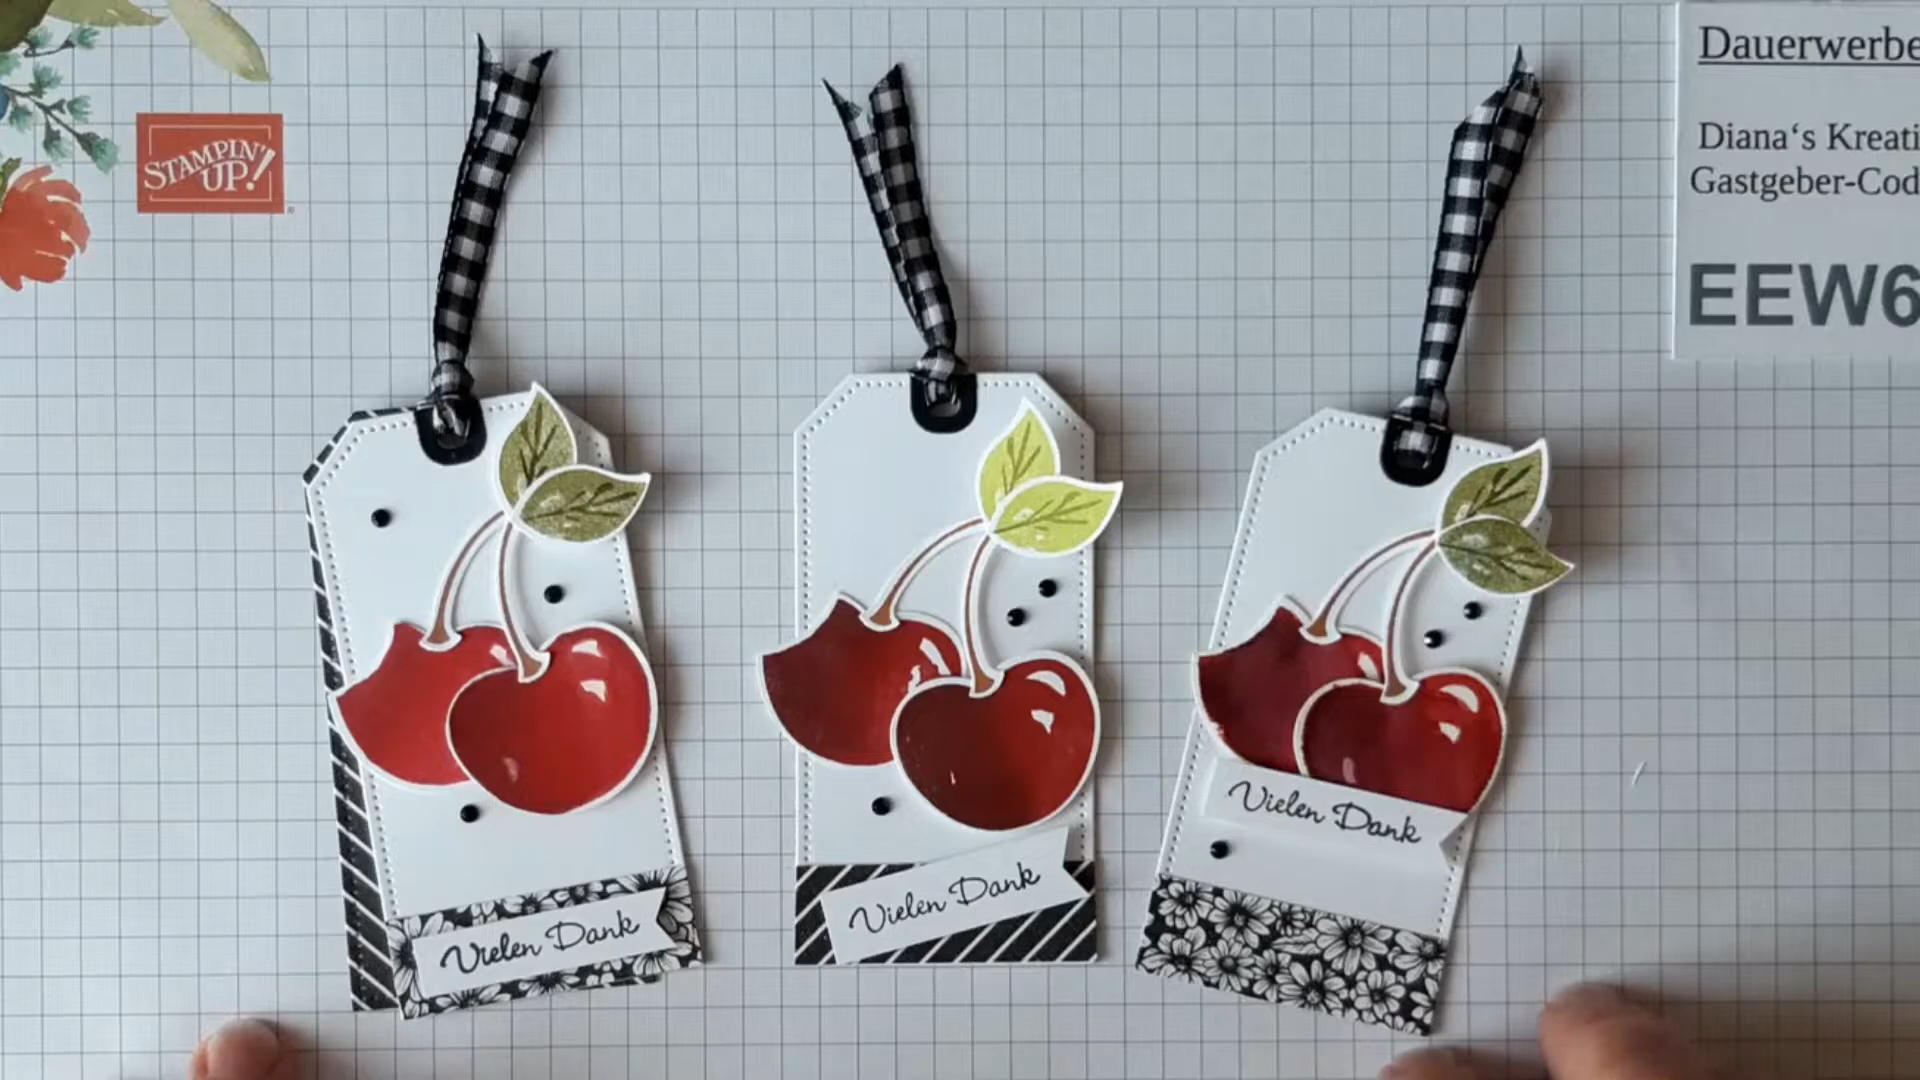 STAMPIN'
UP!
Dauerwerbe
Diana‘s Kreati
Gastgeber-Cod
EEW6
Vielen Dank
Vielen Dank
Vielen Dank